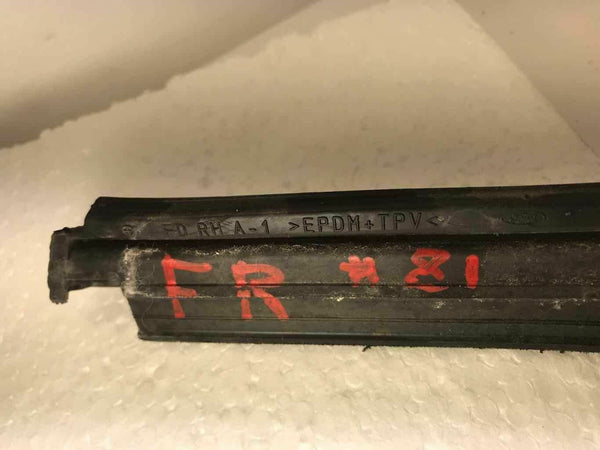 FD RH A-1 >EPDM+TPV<
FR #81